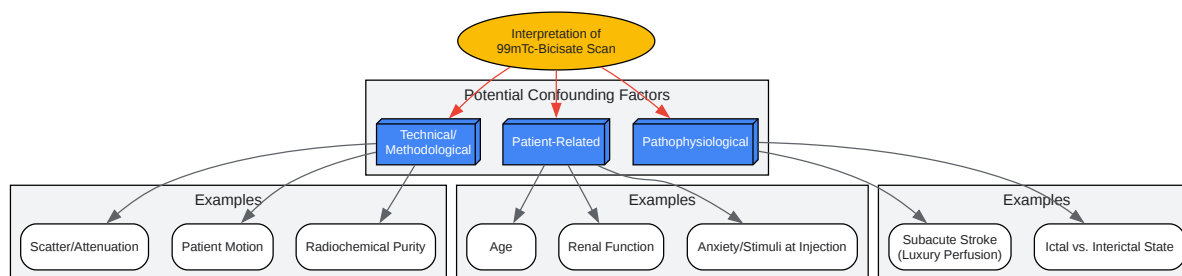 Interpretation of
99mTc-Bicisate Scan
Potential Confounding Factors
Technical/
Methodological
Patient-Related
Pathophysiological
Examples
Scatter/Attenuation
Patient Motion
Radiochemical Purity
Examples
Age
Renal Function
Anxiety/Stimuli at Injection
Examples
Subacute Stroke
(Luxury Perfusion)
Ictal vs. Interictal State